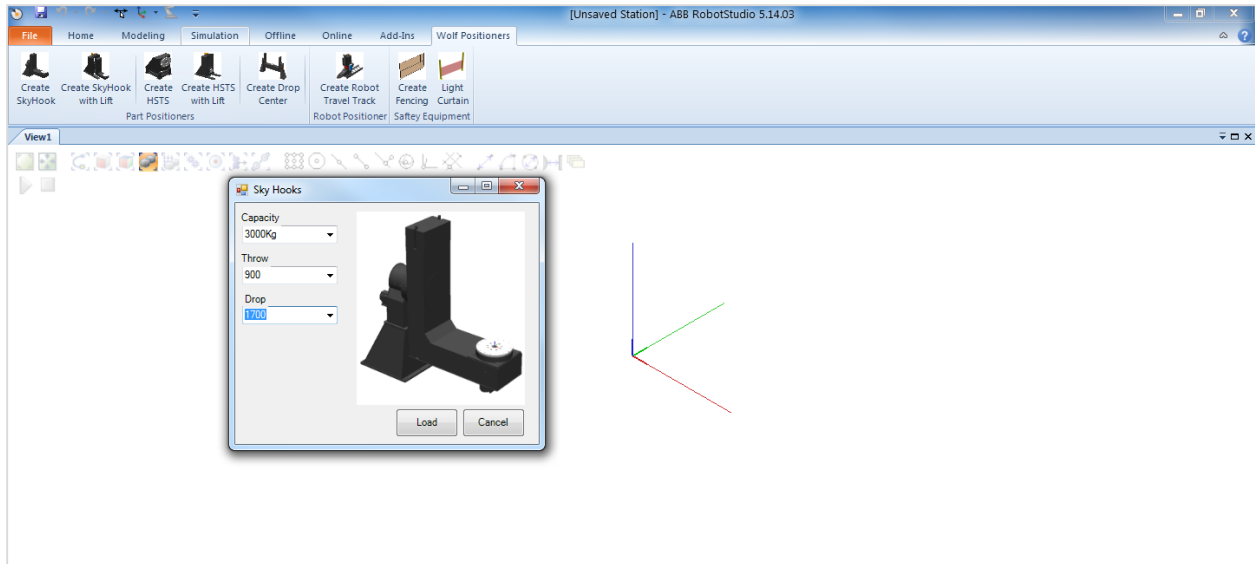 [Unsaved Station] - ABB RobotStudio 5.14.03
File Home Modeling Simulation Offline Online Add-Ins Wolf Positioners
Create SkyHook
Create SkyHook with Lift
Create HSTS
Create HSTS with Lift
Create Drop Center
Create Robot Travel Track
Create Fencing
Light Curtain
Part Positioners
Robot Positioner
Saftey Equipment
View1
Sky Hooks
Capacity
3000Kg
Throw
900
Drop
1700
Load Cancel